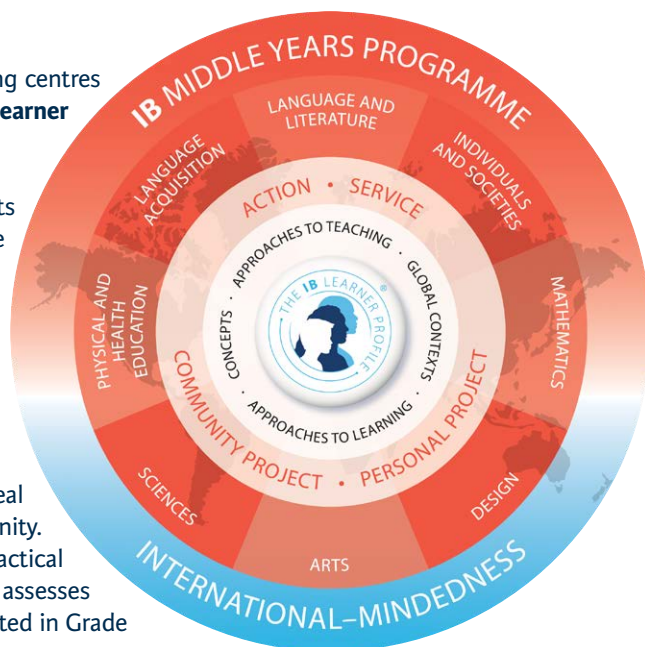 ng centres
earner
ts
e
eal
nity.
actical
assesses
ted in Grade
IB MIDDLE YEARS PROGRAMME
LANGUAGE AND
LITERATURE
INDIVIDUALS
AND SOCIETIES
MATHEMATICS
DESIGN
ARTS
SCIENCES
PHYSICAL AND
HEALTH
EDUCATION
LANGUAGE
ACQUISITION
ACTION • SERVICE
PERSONAL PROJECT
•
COMMUNITY PROJECT
APPROACHES TO TEACHING •
GLOBAL CONTEXTS •
APPROACHES TO LEARNING •
CONCEPTS •
THE IB LEARNER PROFILE ®
INTERNATIONAL–MINDEDNESS